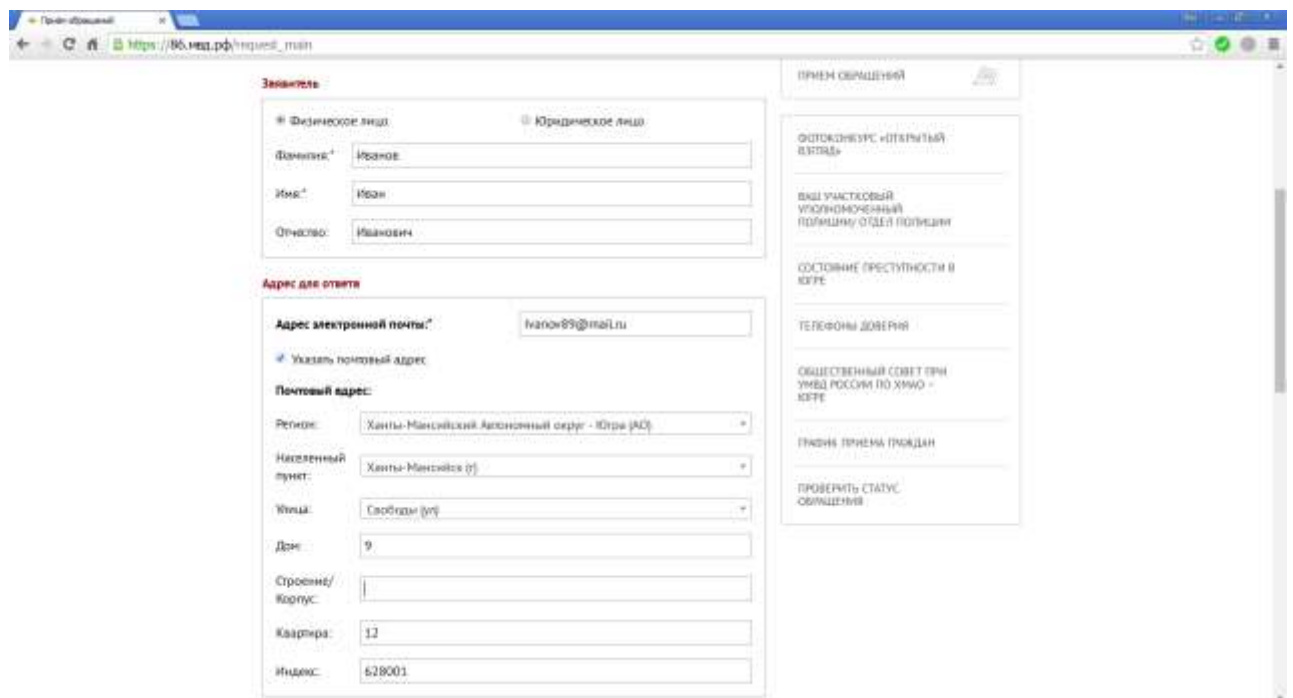 Прием обращений
https://86.мвд.рф/request_main
Заявитель
Физическое лицо
Юридическое лицо
Фамилия:*
Иванов
Имя:*
Иван
Отчество:
Иванович
Адрес для ответа
Адрес электронной почты:*
Ivanov89@mail.ru
Указать почтовый адрес
Почтовый адрес:
Регион:
Ханты-Мансийский Автономный округ - Югра (АО)
Населенный
пункт:
Ханты-Мансийск (г)
Улица:
Свободы (ул)
Дом:
9
Строение/
Корпус:
Квартира:
12
Индекс:
628001
ПРИЕМ ОБРАЩЕНИЙ
ФОТОКОНКУРС «ОТКРЫТЫЙ
ВЗГЛЯД»
ВАШ УЧАСТКОВЫЙ
УПОЛНОМОЧЕННЫЙ
ПОЛИЦИИ/ ОТДЕЛ ПОЛИЦИИ
СОСТОЯНИЕ ПРЕСТУПНОСТИ В
ЮГРЕ
ТЕЛЕФОНЫ ДОВЕРИЯ
ОБЩЕСТВЕННЫЙ СОВЕТ ПРИ
УМВД РОССИИ ПО ХМАО –
ЮГРЕ
ГРАФИК ПРИЕМА ГРАЖДАН
ПРОВЕРИТЬ СТАТУС
ОБРАЩЕНИЯ